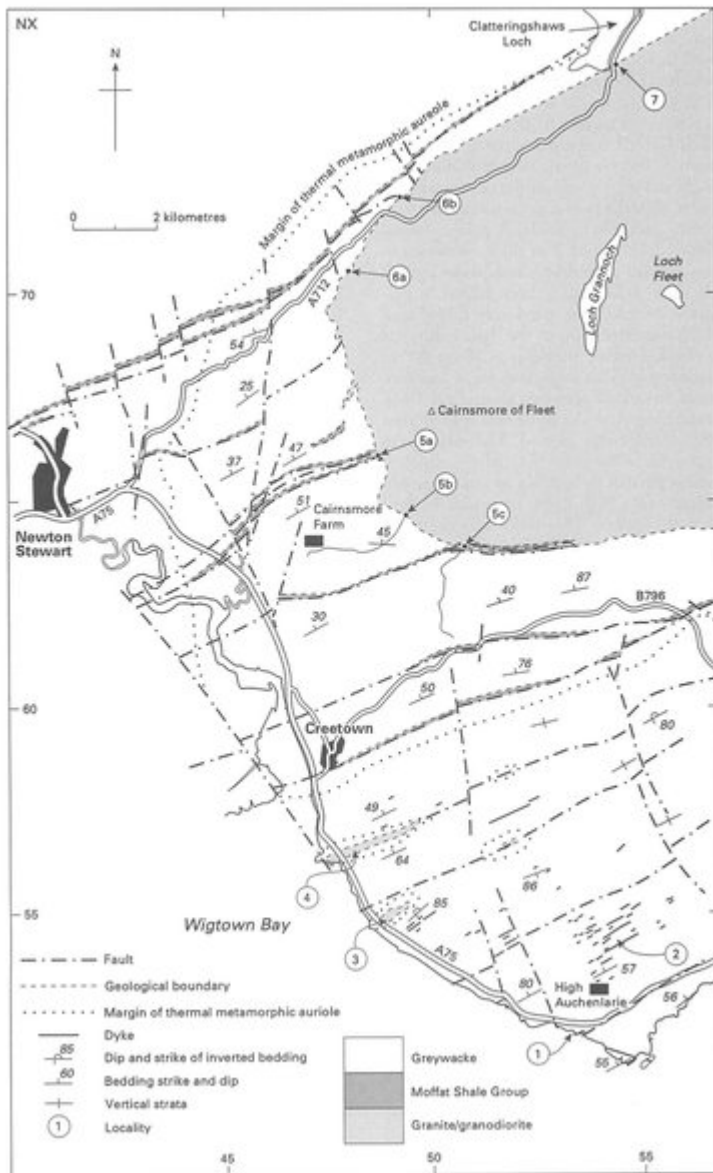 NX
Clatteringshaws
Loch
N
7
Margin of thermal metamorphic aureole
0 2 kilometres
6b
Loch Grannoch
Loch
Fleet
6a
70
A712
54
25
Cairnsmore of Fleet
5a
47
37
5b
51
Cairnsmore
Farm
5c
A75
45
Newton
Stewart
40
87
B796
30
76
50
60
Creetown
80
49
64
4
86
85
55
Wigtown Bay
3
A75
2
57
High
Auchenlarie
80
56
1
55
Fault
Geological boundary
Margin of thermal metamorphic auriole
Dyke
85
Dip and strike of inverted bedding
60
Bedding strike and dip
Vertical strata
1
Locality
Greywacke
Moffat Shale Group
Granite/granodiorite
45
50
55